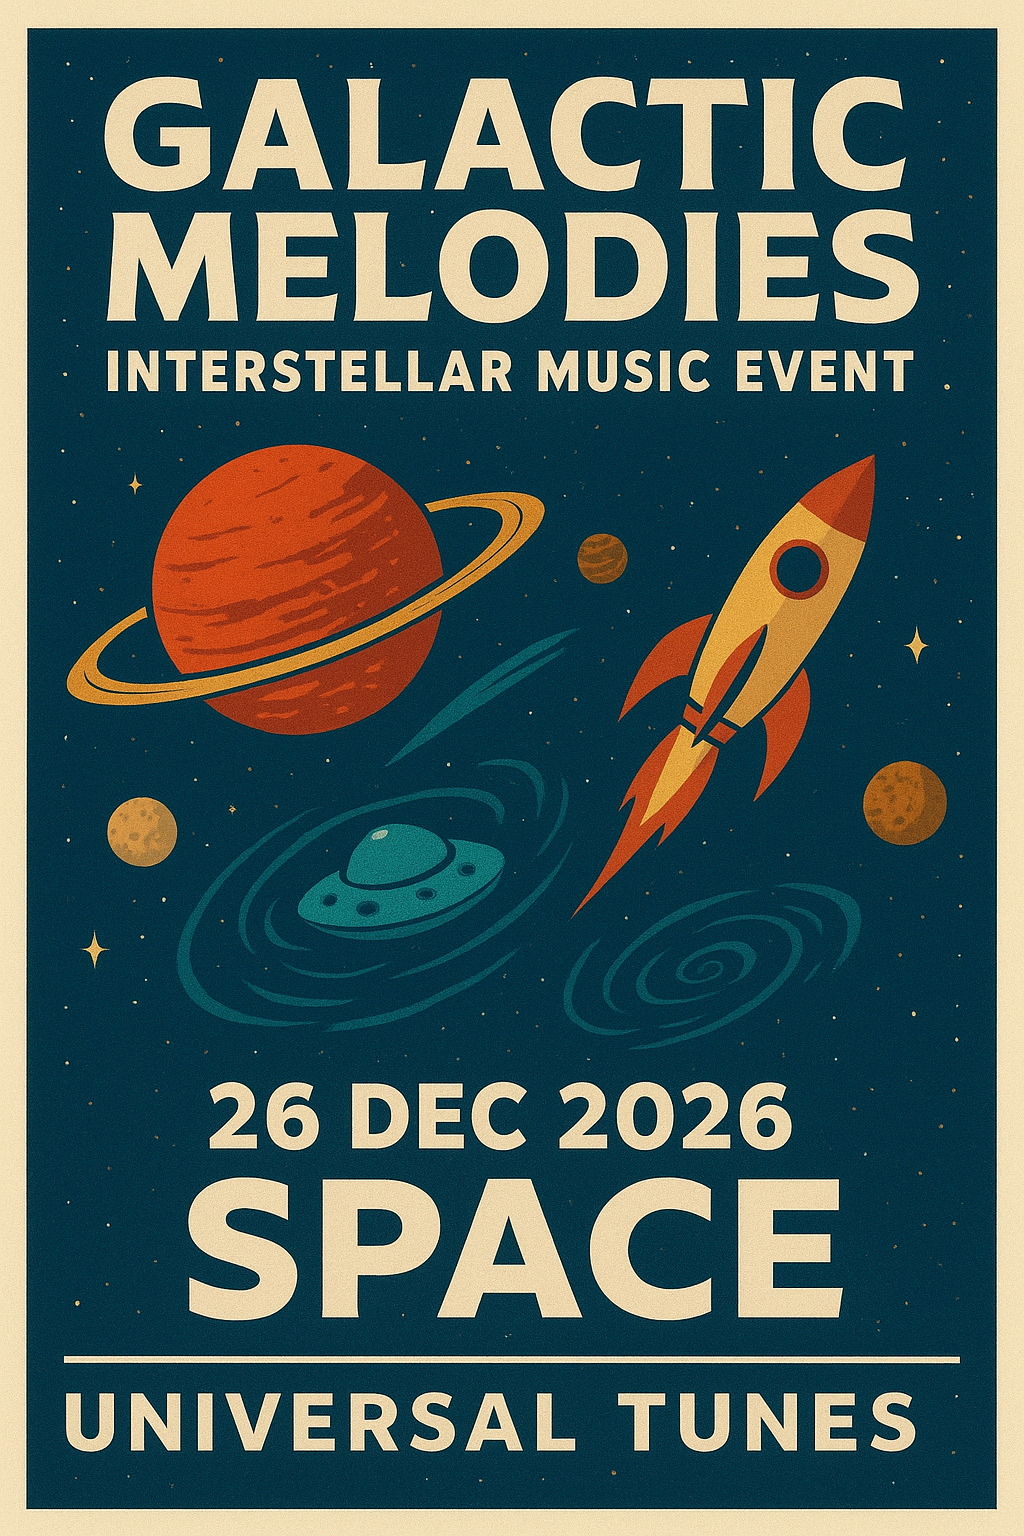 GALACTIC
MELODIES
INTERSTELLAR MUSIC EVENT
26 DEC 2026
SPACE
UNIVERSAL TUNES